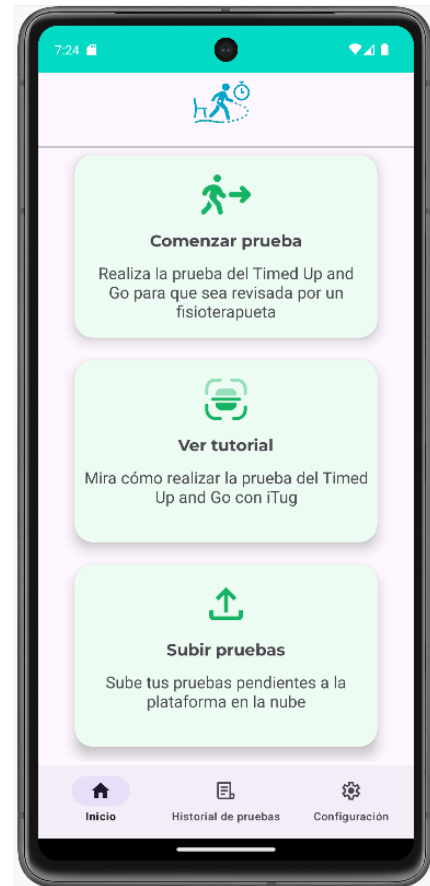 7:24
Comenzar prueba
Realiza la prueba del Timed Up and
Go para que sea revisada por un
fisioterapueta
Ver tutorial
Mira cómo realizar la prueba del Timed
Up and Go con iTug
Subir pruebas
Sube tus pruebas pendientes a la
plataforma en la nube
Inicio
Historial de pruebas
Configuración